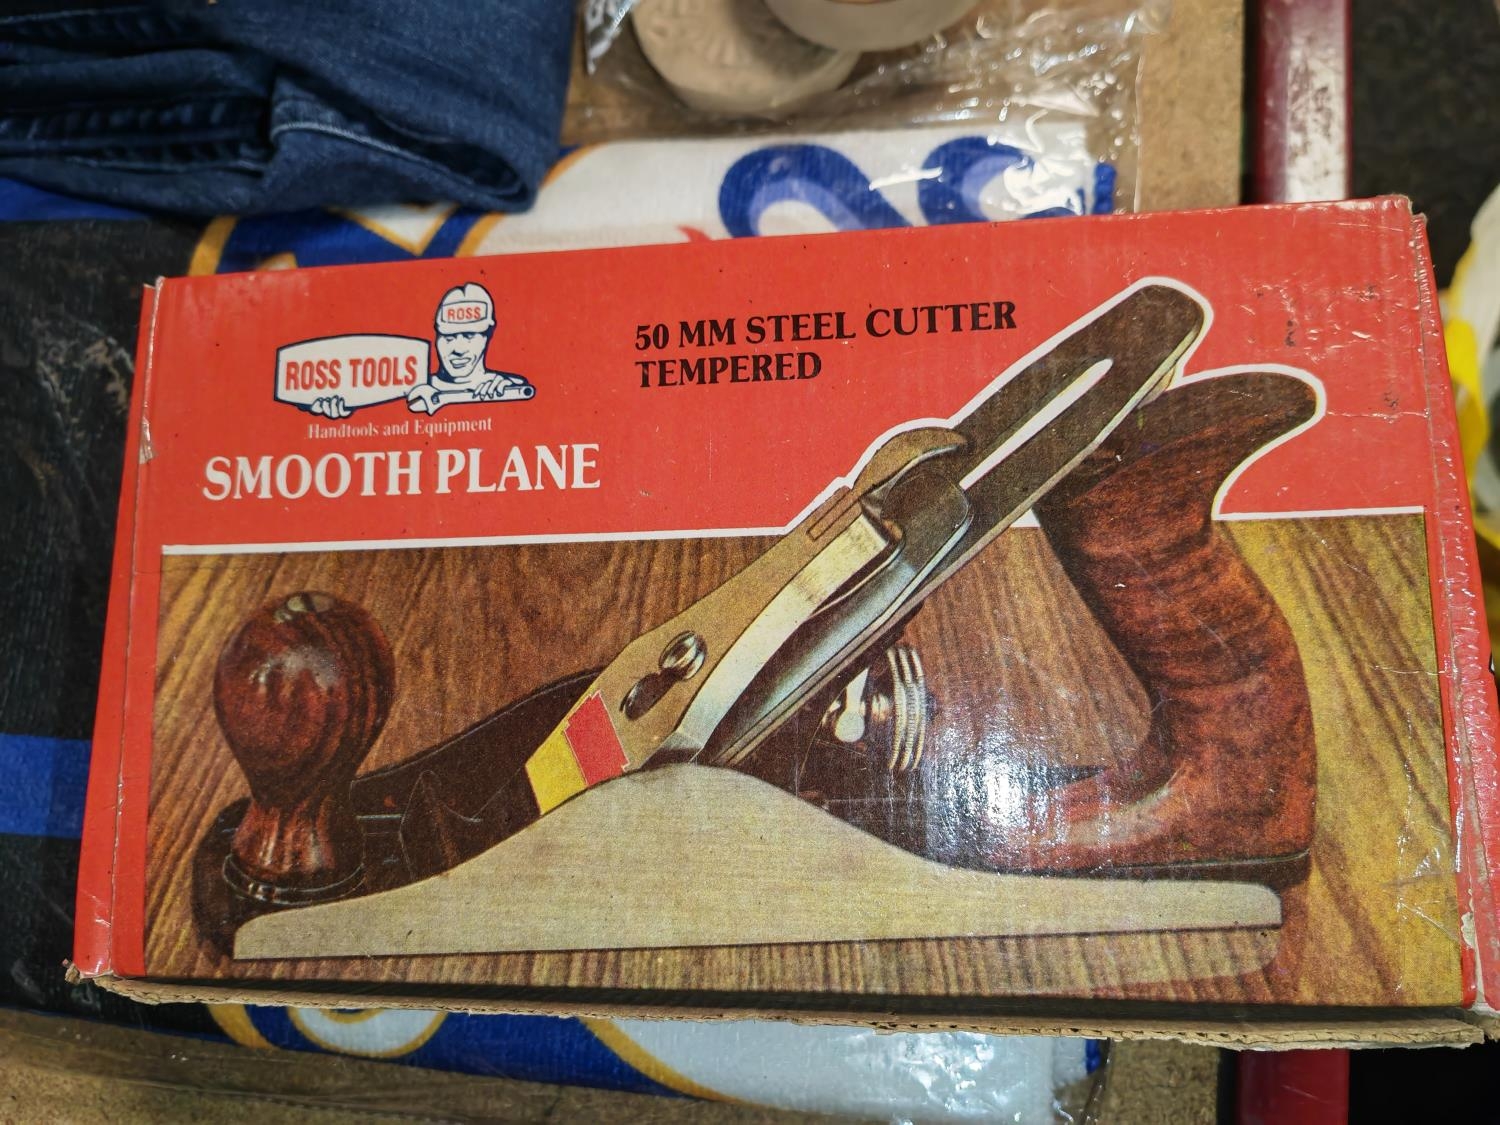 ROSS
ROSS TOOLS
Handtools and Equipment
SMOOTH PLANE
50 MM STEEL CUTTER
TEMPERED